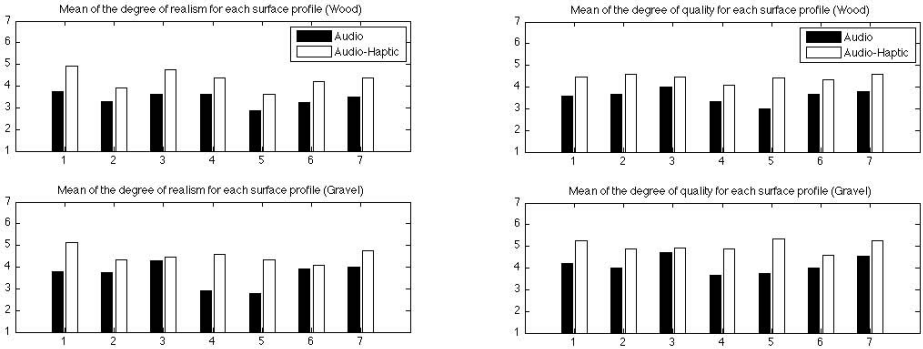 Mean of the degree of realism for each surface profile (Wood)
7
6
5
4
3
2
1
Audio
Audio-Haptic
1 2 3 4 5 6 7
Mean of the degree of quality for each surface profile (Wood)
7
6
5
4
3
2
1
Audio
Audio-Haptic
1 2 3 4 5 6 7
Mean of the degree of realism for each surface profile (Gravel)
7
6
5
4
3
2
1
1 2 3 4 5 6 7
Mean of the degree of quality for each surface profile (Gravel)
7
6
5
4
3
2
1
1 2 3 4 5 6 7